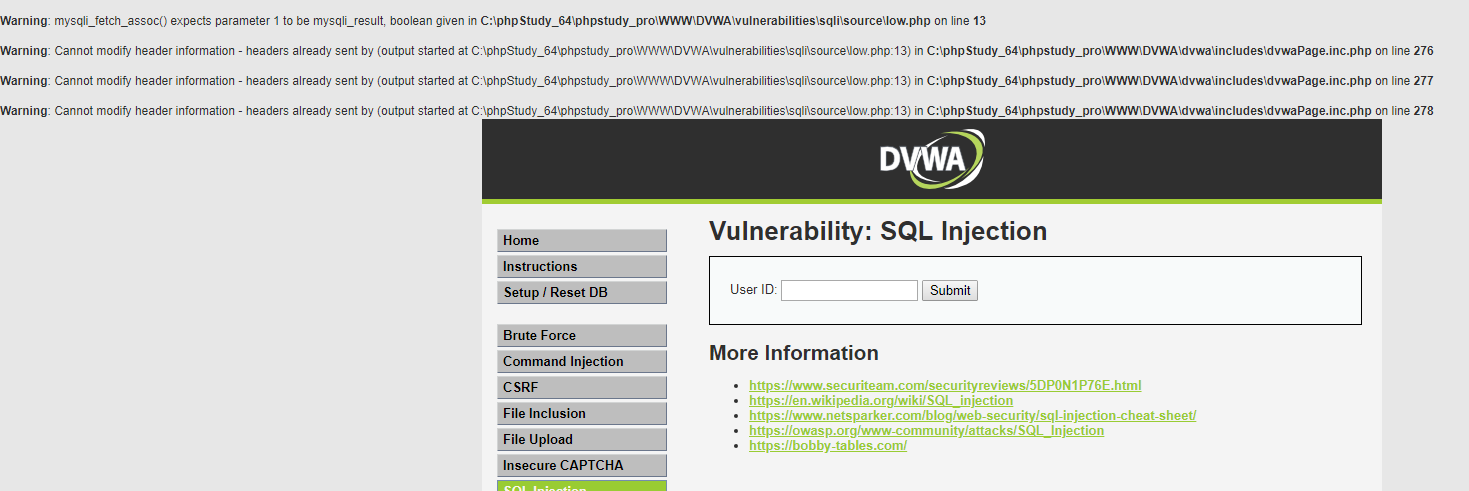 Warning: mysqli_fetch_assoc() expects parameter 1 to be mysqli_result, boolean given in C:\phpStudy_64\phpstudy_pro\WWW\DVWA\vulnerabilities\sqli\source\low.php on line 13
Warning: Cannot modify header information - headers already sent by (output started at C:\phpStudy_64\phpstudy_pro\WWW\DVWA\vulnerabilities\sqli\source\low.php:13) in C:\phpStudy_64\phpstudy_pro\WWW\DVWA\dvwa\includes\dvwaPage.inc.php on line 276
Warning: Cannot modify header information - headers already sent by (output started at C:\phpStudy_64\phpstudy_pro\WWW\DVWA\vulnerabilities\sqli\source\low.php:13) in C:\phpStudy_64\phpstudy_pro\WWW\DVWA\dvwa\includes\dvwaPage.inc.php on line 277
Warning: Cannot modify header information - headers already sent by (output started at C:\phpStudy_64\phpstudy_pro\WWW\DVWA\vulnerabilities\sqli\source\low.php:13) in C:\phpStudy_64\phpstudy_pro\WWW\DVWA\dvwa\includes\dvwaPage.inc.php on line 278
DVWA
Home
Instructions
Setup / Reset DB
Brute Force
Command Injection
CSRF
File Inclusion
File Upload
Insecure CAPTCHA
SQL Injection
Vulnerability: SQL Injection
User ID: Submit
More Information
https://www.securiteam.com/securityreviews/5DP0N1P76E.html
https://en.wikipedia.org/wiki/SQL_injection
https://www.netsparker.com/blog/web-security/sql-injection-cheat-sheet/
https://owasp.org/www-community/attacks/SQL_Injection
https://bobby-tables.com/